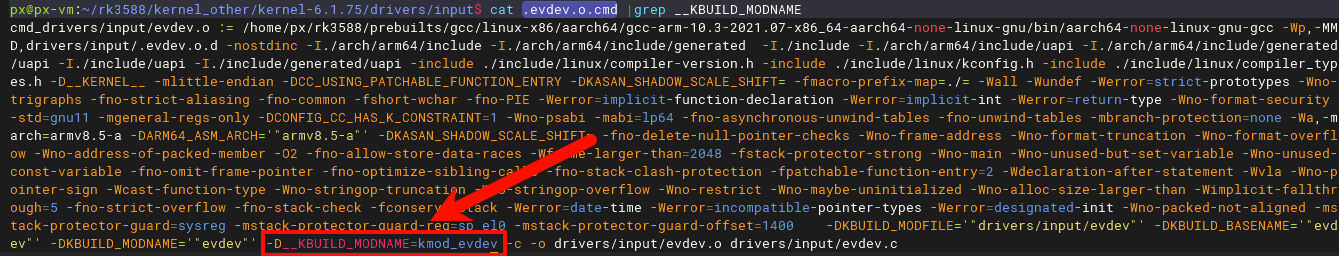 px@px-vm:~/rk3588/kernel_other/kernel-6.1.75/drivers/input$ cat .evdev.o.cmd |grep __KBUILD_MODNAME
cmd_drivers/input/evdev.o := /home/px/rk3588/prebuilts/gcc/linux-x86/aarch64/gcc-arm-10.3-2021.07-x86_64-aarch64-none-linux-gnu/bin/aarch64-none-linux-gnu-gcc -Wp,-MM
D,drivers/input/.evdev.o.d -nostdinc -I./arch/arm64/include -I./arch/arm64/include/generated  -I./include -I./arch/arm64/include/uapi -I./arch/arm64/include/generated
/uapi -I./include/uapi -I./include/generated/uapi -include ./include/linux/compiler-version.h -include ./include/linux/kconfig.h -include ./include/linux/compiler_typ
es.h -D__KERNEL__ -mlittle-endian -DCC_USING_PATCHABLE_FUNCTION_ENTRY -DKASAN_SHADOW_SCALE_SHIFT= -fmacro-prefix-map=./= -Wall -Wundef -Werror=strict-prototypes -Wno-
trigraphs -fno-strict-aliasing -fno-common -fshort-wchar -fno-PIE -Werror=implicit-function-declaration -Werror=implicit-int -Werror=return-type -Wno-format-security
-std=gnu11 -mgeneral-regs-only -DCONFIG_CC_HAS_K_CONSTRAINT=1 -Wno-psabi -mabi=lp64 -fno-asynchronous-unwind-tables -fno-unwind-tables -mbranch-protection=none -Wa,-m
arch=armv8.5-a -DARM64_ASM_ARCH='"armv8.5-a"' -DKASAN_SHADOW_SCALE_SHIFT= -fno-delete-null-pointer-checks -Wno-frame-address -Wno-format-truncation -Wno-format-overfl
ow -Wno-address-of-packed-member -O2 -fno-allow-store-data-races -Wframe-larger-than=2048 -fstack-protector-strong -Wno-main -Wno-unused-but-set-variable -Wno-unused-
const-variable -fno-omit-frame-pointer -fno-optimize-sibling-calls -fno-stack-clash-protection -fpatchable-function-entry=2 -Wdeclaration-after-statement -Wvla -Wno-p
ointer-sign -Wcast-function-type -Wno-stringop-truncation -Wno-stringop-overflow -Wno-restrict -Wno-maybe-uninitialized -Wno-alloc-size-larger-than -Wimplicit-fallthr
ough=5 -fno-strict-overflow -fno-stack-check -fconserve-stack -Werror=date-time -Werror=incompatible-pointer-types -Werror=designated-init -Wno-packed-not-aligned -ms
tack-protector-guard=sysreg -mstack-protector-guard-reg=sp_el0 -mstack-protector-guard-offset=1400    -DKBUILD_MODFILE='"drivers/input/evdev"' -DKBUILD_BASENAME='"evd
ev"' -DKBUILD_MODNAME='"evdev"' -D__KBUILD_MODNAME=kmod_evdev -c -o drivers/input/evdev.o drivers/input/evdev.c